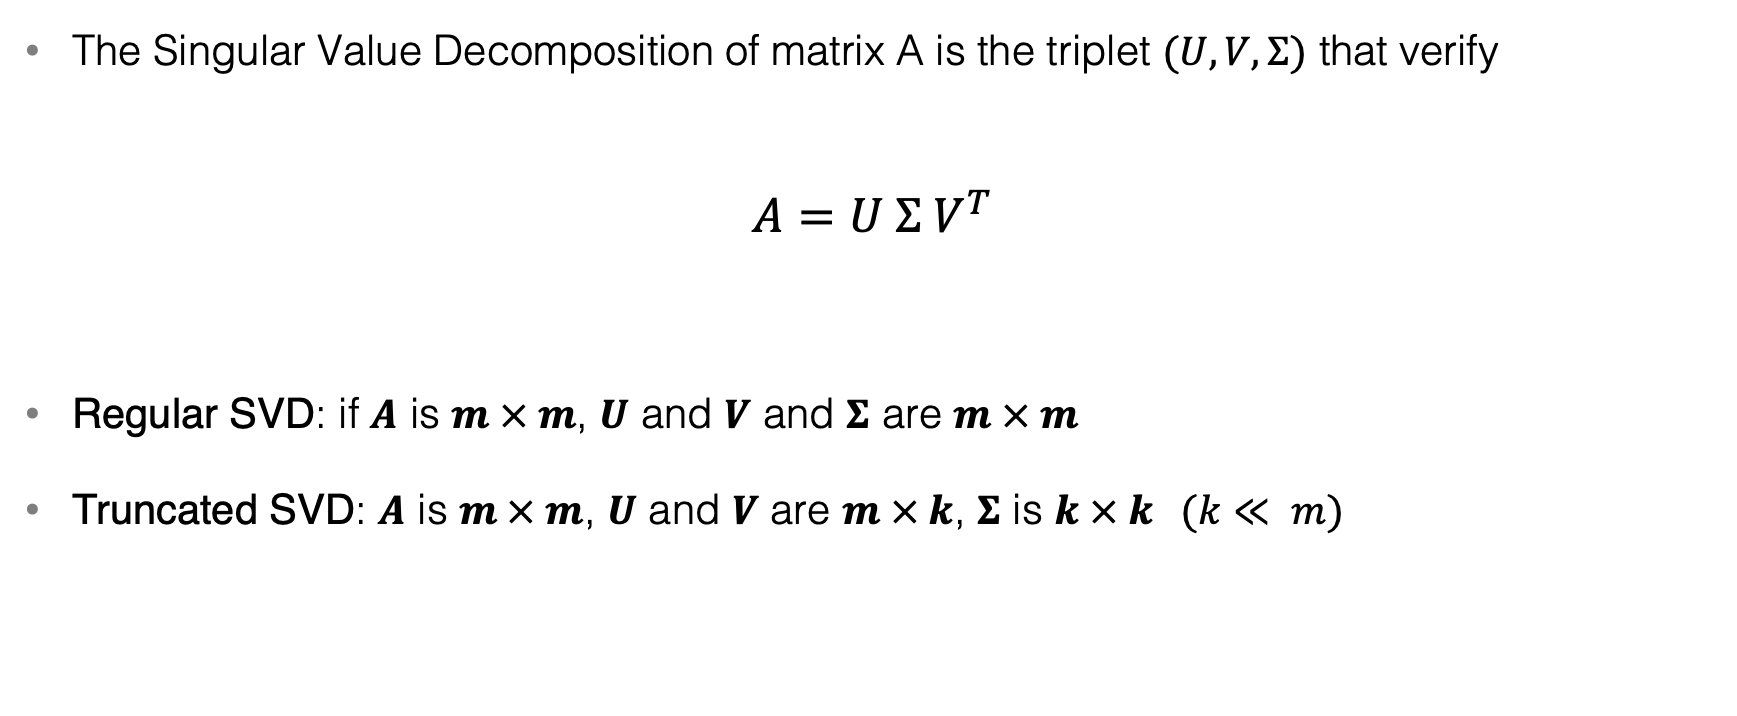 • The Singular Value Decomposition of matrix A is the triplet (U, V, Σ) that verify
A = U Σ Vᵀ
• Regular SVD: if A is m × m, U and V and Σ are m × m
• Truncated SVD: A is m × m, U and V are m × k, Σ is k × k (k ≪ m)